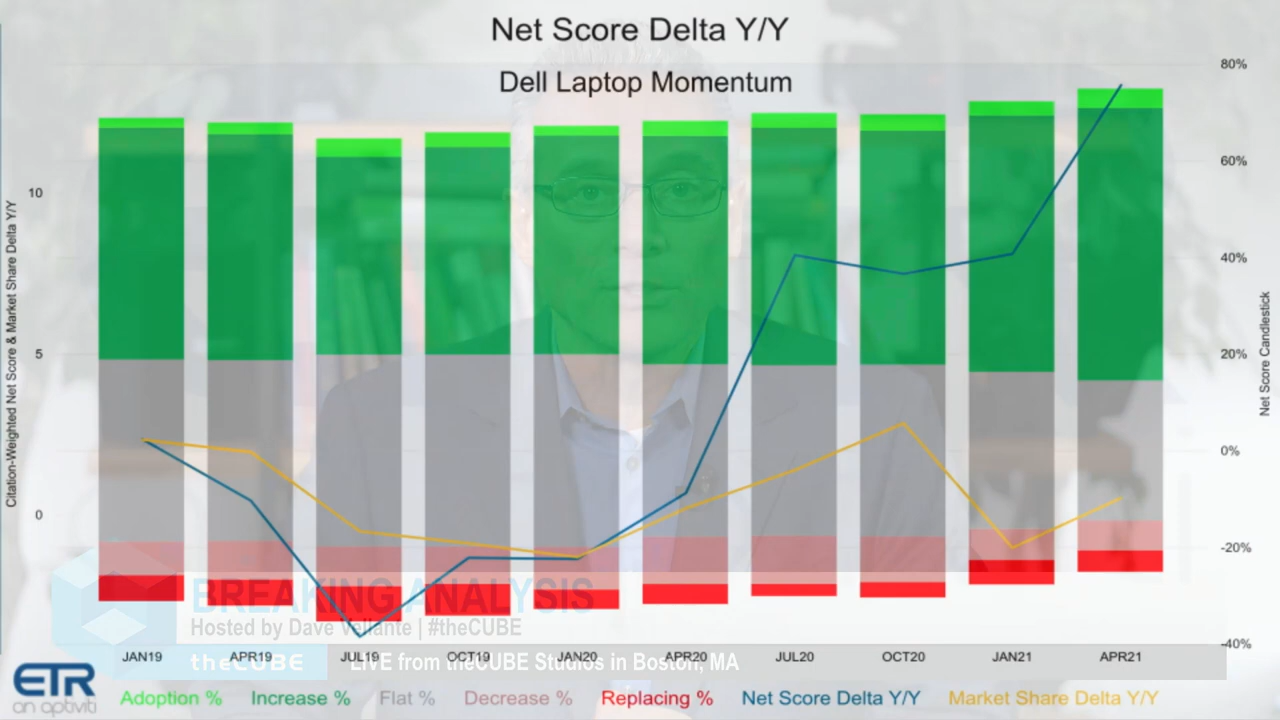 Net Score Delta Y/Y
Dell Laptop Momentum
Citation-Weighted Net Score & Market Share Delta Y/Y
10
5
0
80%
60%
40%
20%
0%
-20%
-40%
Net Score Candlestick
BREAKING ANALYSIS
Hosted by Dave Vellante | #theCUBE
JAN19 APR19 JUL19 OCT19 JAN20 APR20 JUL20 OCT20 JAN21 APR21
theCUBE LIVE from theCUBE Studios in Boston, MA
ETR
an aptiviti
Adoption % Increase % Flat % Decrease % Replacing % Net Score Delta Y/Y Market Share Delta Y/Y